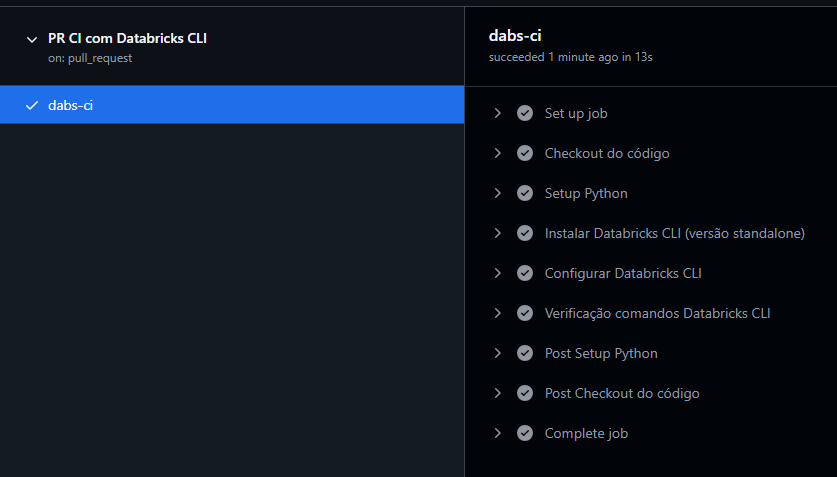 PR CI com Databricks CLI
on: pull_request
dabs-ci
dabs-ci
succeeded 1 minute ago in 13s
Set up job
Checkout do código
Setup Python
Instalar Databricks CLI (versão standalone)
Configurar Databricks CLI
Verificação comandos Databricks CLI
Post Setup Python
Post Checkout do código
Complete job